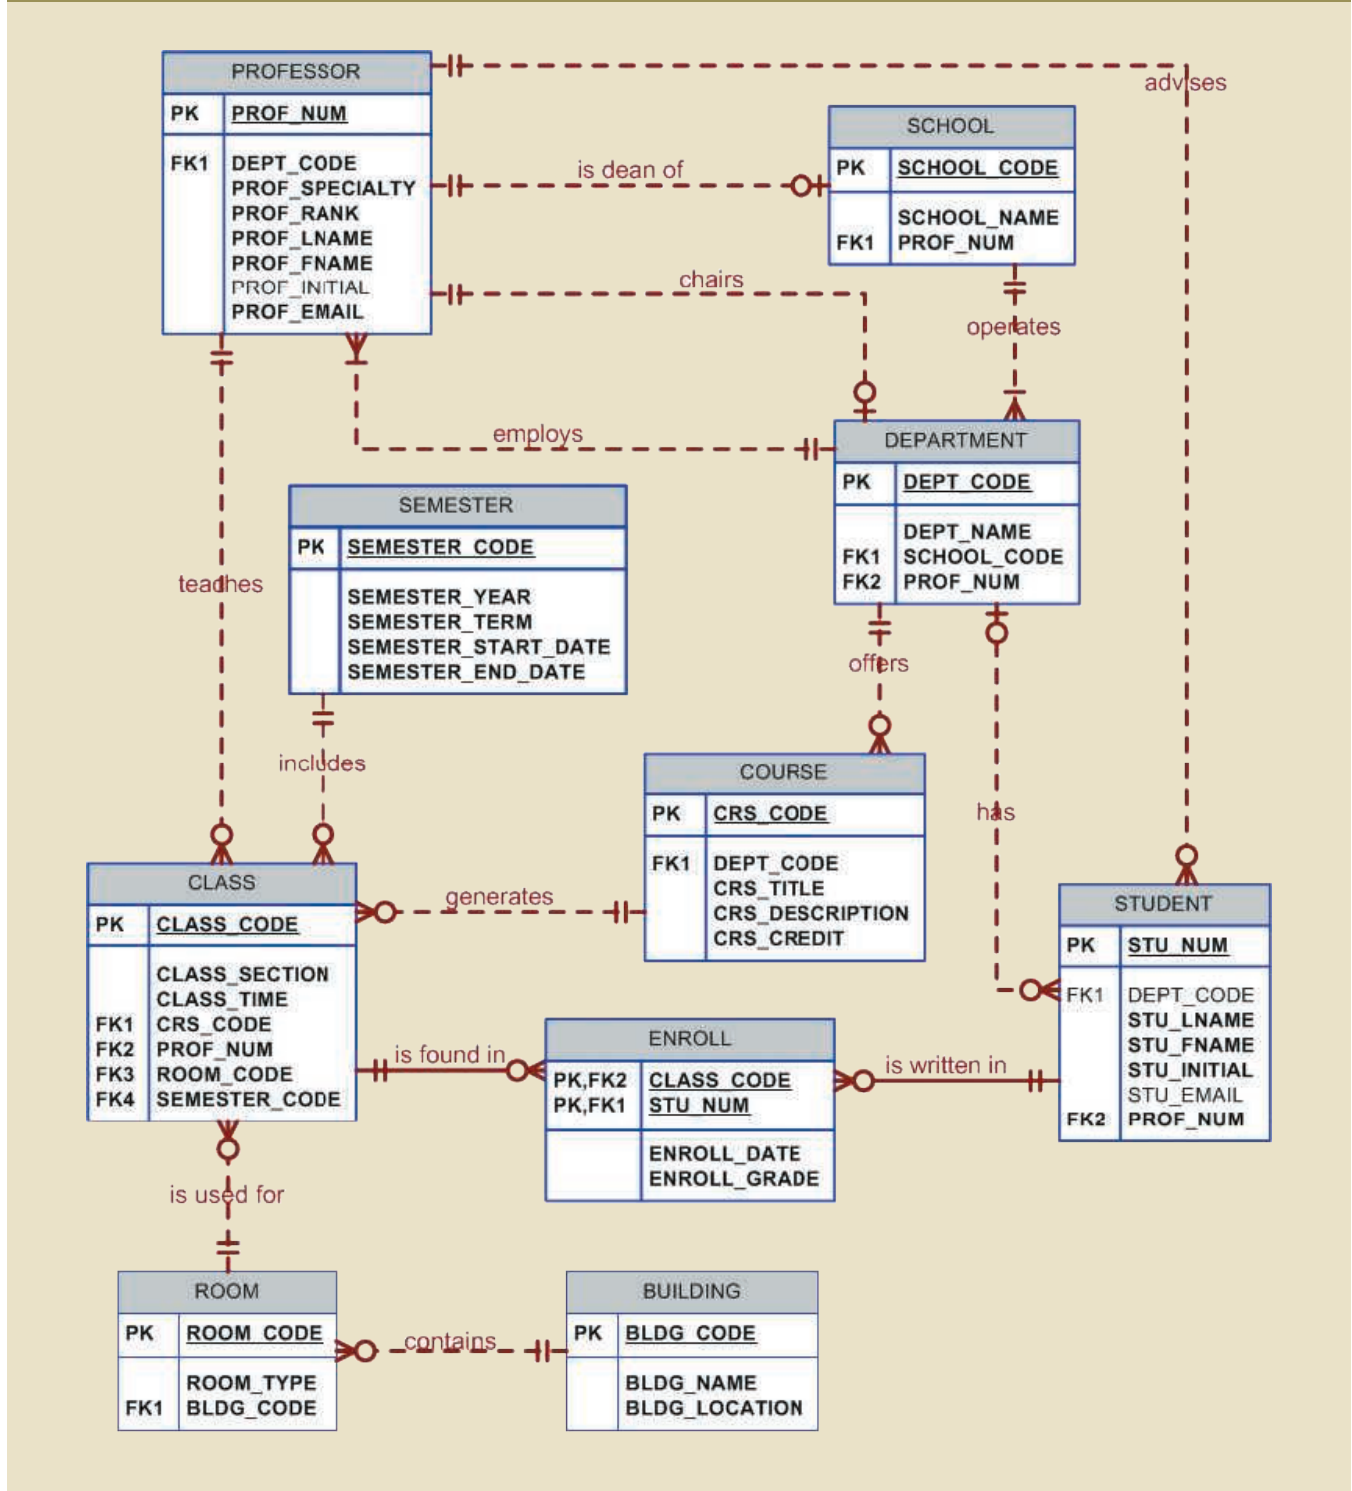 PROFESSOR
PK PROF_NUM
FK1 DEPT_CODE
PROF_SPECIALTY
PROF_RANK
PROF_LNAME
PROF_FNAME
PROF_INITIAL
PROF_EMAIL
advises
is dean of
SCHOOL
PK SCHOOL_CODE
SCHOOL_NAME
FK1 PROF_NUM
chairs
operates
employs
DEPARTMENT
PK DEPT_CODE
DEPT_NAME
FK1 SCHOOL_CODE
FK2 PROF_NUM
SEMESTER
PK SEMESTER_CODE
SEMESTER_YEAR
SEMESTER_TERM
SEMESTER_START_DATE
SEMESTER_END_DATE
teaches
offers
includes
has
COURSE
PK CRS_CODE
FK1 DEPT_CODE
CRS_TITLE
CRS_DESCRIPTION
CRS_CREDIT
CLASS
PK CLASS_CODE
CLASS_SECTION
CLASS_TIME
FK1 CRS_CODE
FK2 PROF_NUM
FK3 ROOM_CODE
FK4 SEMESTER_CODE
generates
STUDENT
PK STU_NUM
FK1 DEPT_CODE
STU_LNAME
STU_FNAME
STU_INITIAL
STU_EMAIL
FK2 PROF_NUM
is found in
ENROLL
PK,FK2 CLASS_CODE
PK,FK1 STU_NUM
ENROLL_DATE
ENROLL_GRADE
is written in
is used for
ROOM
PK ROOM_CODE
ROOM_TYPE
FK1 BLDG_CODE
contains
BUILDING
PK BLDG_CODE
BLDG_NAME
BLDG_LOCATION